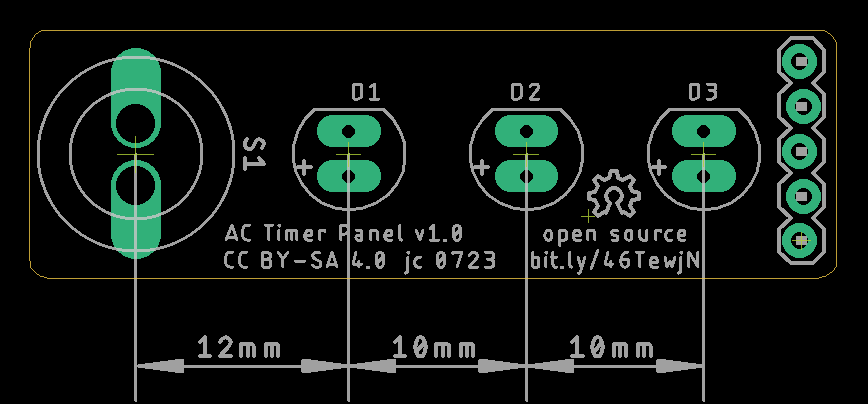 D1
D2
D3
S1
AC Timer Panel v1.0
CC BY-SA 4.0 jc 0723
open source
bit.ly/46TewjN
12mm
10mm
10mm